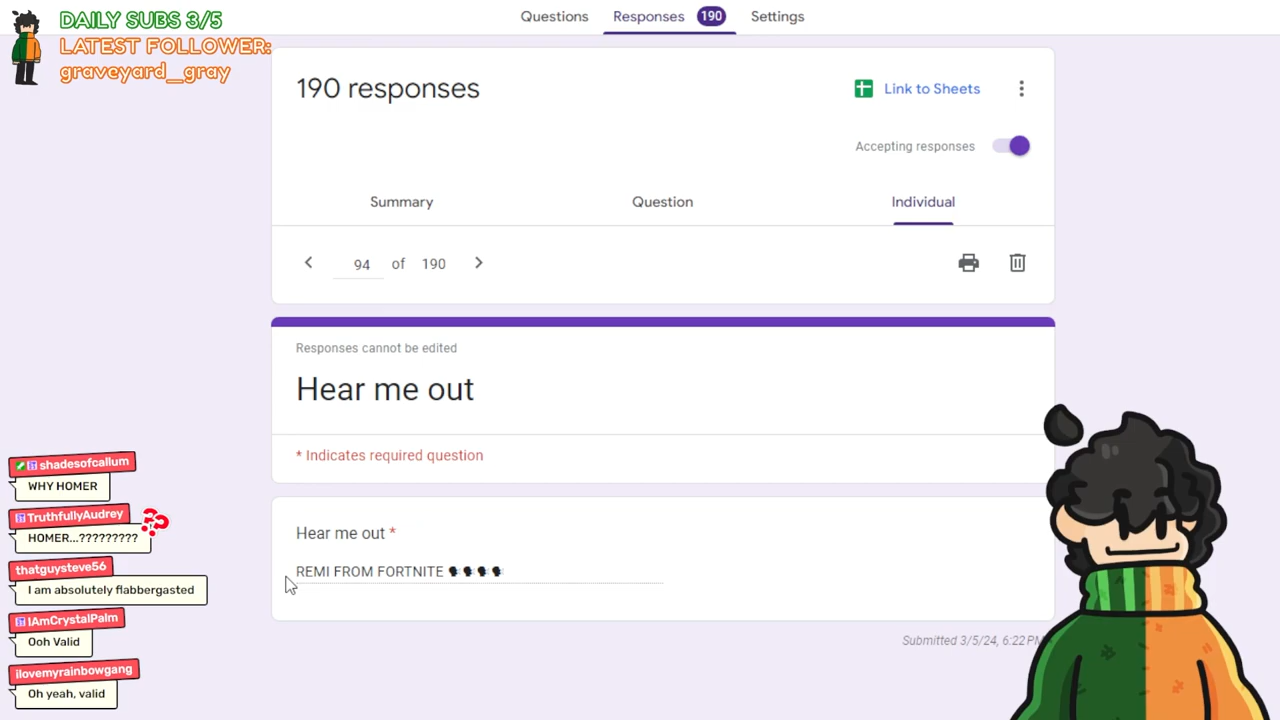 DAILY SUBS 3/5
LATEST FOLLOWER:
graveyard_gray
Questions
Responses 190
Settings
190 responses
Link to Sheets
Accepting responses
Summary
Question
Individual
94 of 190
Responses cannot be edited
Hear me out
* Indicates required question
Hear me out *
REMI FROM FORTNITE 🗣🗣🗣🗣
Submitted 3/5/24, 6:22 PM
shadesofcallum
WHY HOMER
TruthfullyAudrey
HOMER...?????????
thatguysteve56
I am absolutely flabbergasted
IAmCrystalPalm
Ooh Valid
ilovemyrainbowgang
Oh yeah, valid